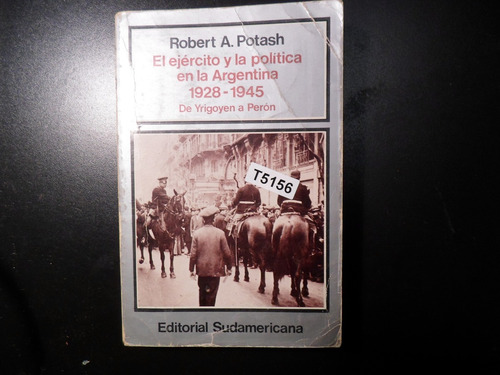 Robert A. Potash
El ejército y la política
en la Argentina
1928-1945
De Yrigoyen a Perón
T5156
Editorial Sudamericana